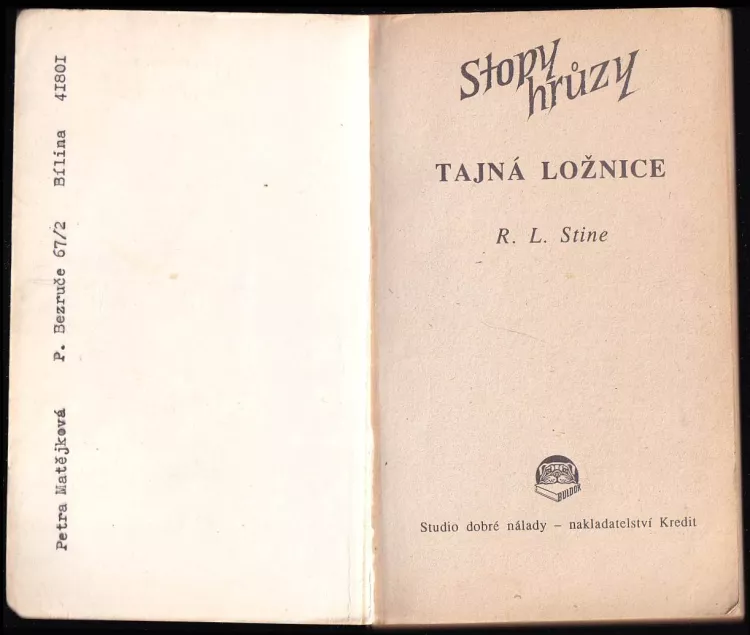 Petra Matějková P. Bezruče 67/2 Bílina 41801
Stopy
hrůzy
TAJNÁ LOŽNICE
R. L. Stine
BULDOK
Studio dobré nálady – nakladatelství Kredit